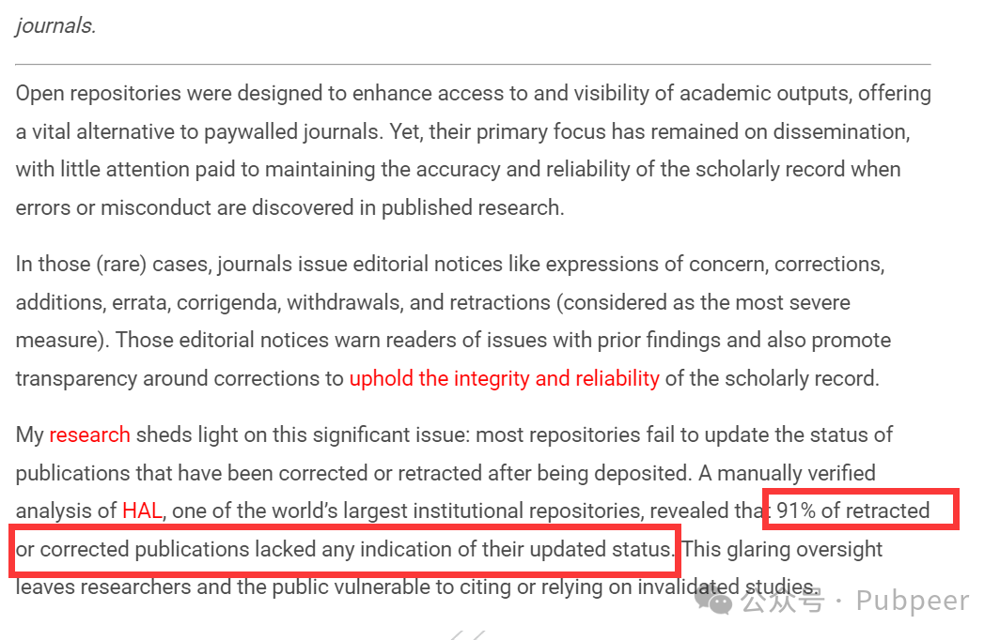 journals.
Open repositories were designed to enhance access to and visibility of academic outputs, offering
a vital alternative to paywalled journals. Yet, their primary focus has remained on dissemination,
with little attention paid to maintaining the accuracy and reliability of the scholarly record when
errors or misconduct are discovered in published research.
In those (rare) cases, journals issue editorial notices like expressions of concern, corrections,
additions, errata, corrigenda, withdrawals, and retractions (considered as the most severe
measure). Those editorial notices warn readers of issues with prior findings and also promote
transparency around corrections to uphold the integrity and reliability of the scholarly record.
My research sheds light on this significant issue: most repositories fail to update the status of
publications that have been corrected or retracted after being deposited. A manually verified
analysis of HAL, one of the world’s largest institutional repositories, revealed that 91% of retracted
or corrected publications lacked any indication of their updated status. This glaring oversight
leaves researchers and the public vulnerable to citing or relying on invalidated studies.
公众号 · Pubpeer